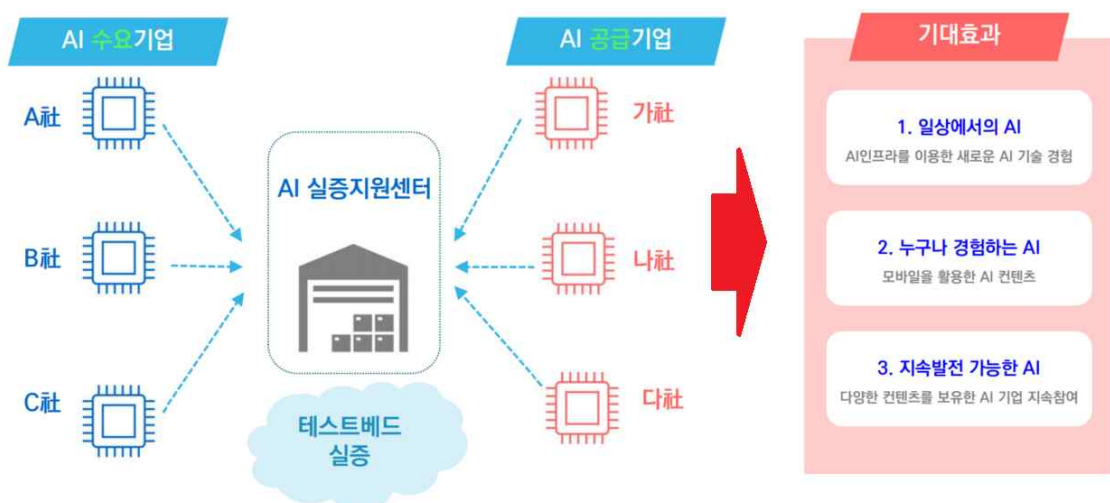 AI 수요기업
A社
B社
C社
AI 실증지원센터
테스트베드
실증
AI 공급기업
가社
나社
다社
기대효과
1. 일상에서의 AI
AI인프라를 이용한 새로운 AI 기술 경험
2. 누구나 경험하는 AI
모바일을 활용한 AI 컨텐츠
3. 지속발전 가능한 AI
다양한 컨텐츠를 보유한 AI 기업 지속참여